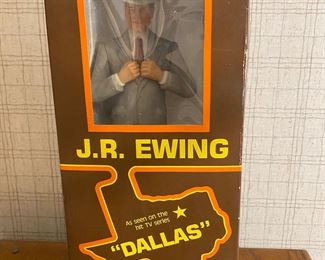 J.R. EWING
As seen on the
hit TV series
"DALLAS"